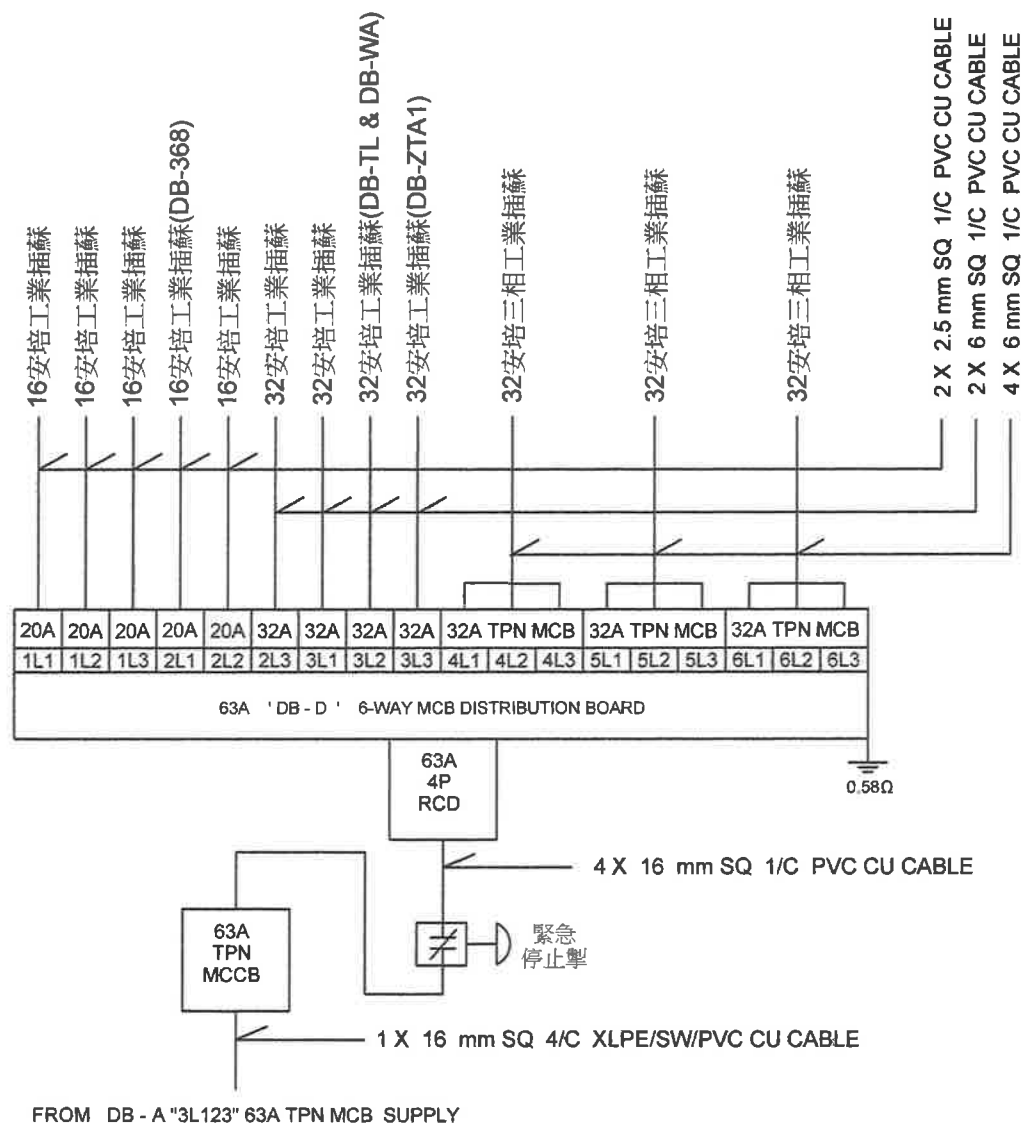 16安培工業插蘇
16安培工業插蘇
16安培工業插蘇
16安培工業插蘇(DB-368)
16安培工業插蘇
32安培工業插蘇
32安培工業插蘇
32安培工業插蘇(DB-TL & DB-WA)
32安培工業插蘇(DB-ZTA1)
32安培三相工業插蘇
32安培三相工業插蘇
32安培三相工業插蘇
2 X 2.5 mm SQ 1/C PVC CU CABLE
2 X 6 mm SQ 1/C PVC CU CABLE
4 X 6 mm SQ 1/C PVC CU CABLE
20A 20A 20A 20A 20A 32A 32A 32A 32A 32A TPN MCB 32A TPN MCB 32A TPN MCB
1L1 1L2 1L3 2L1 2L2 2L3 3L1 3L2 3L3 4L1 4L2 4L3 5L1 5L2 5L3 6L1 6L2 6L3
63A ' DB - D ' 6-WAY MCB DISTRIBUTION BOARD
63A
4P
RCD
0.58Ω
4 X 16 mm SQ 1/C PVC CU CABLE
63A
TPN
MCCB
緊急
停止掣
1 X 16 mm SQ 4/C XLPE/SW/PVC CU CABLE
FROM DB - A "3L123" 63A TPN MCB SUPPLY